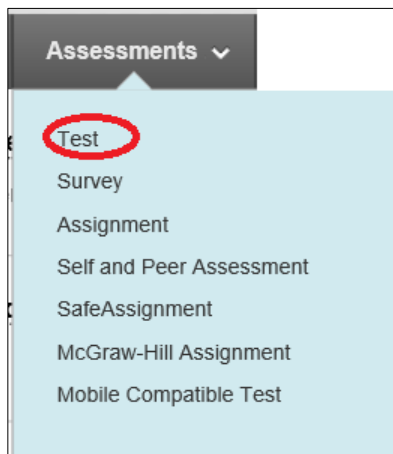 Assessments
Test
Survey
Assignment
Self and Peer Assessment
SafeAssignment
McGraw-Hill Assignment
Mobile Compatible Test